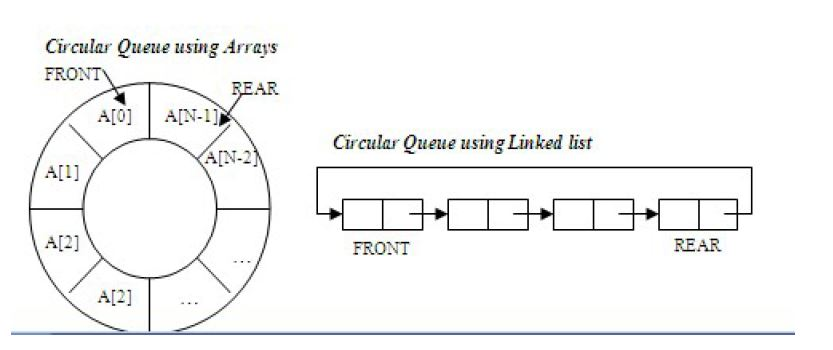 Circular Queue using Arrays
FRONT
REAR
A[0]
A[N-1]
A[1]
A[N-2]
A[2]
...
A[2]
...
Circular Queue using Linked list
FRONT
REAR